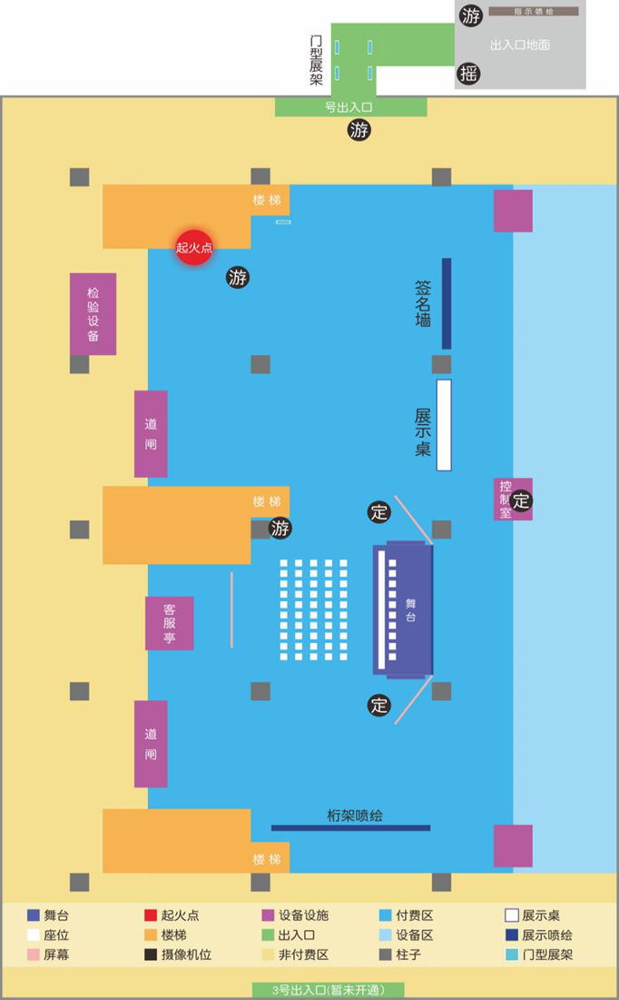 游
指示喷绘
出入口地面
摇
门型展架
号出入口
游
楼梯
起火点
游
检验设备
签名墙
道闸
展示桌
楼梯
定
控制室
定
游
客服亭
舞台
定
道闸
桁架喷绘
楼梯
舞台
起火点
设备设施
付费区
展示桌
座位
楼梯
出入口
设备区
展示喷绘
屏幕
摄像机位
非付费区
柱子
门型展架
3号出入口(暂未开通)